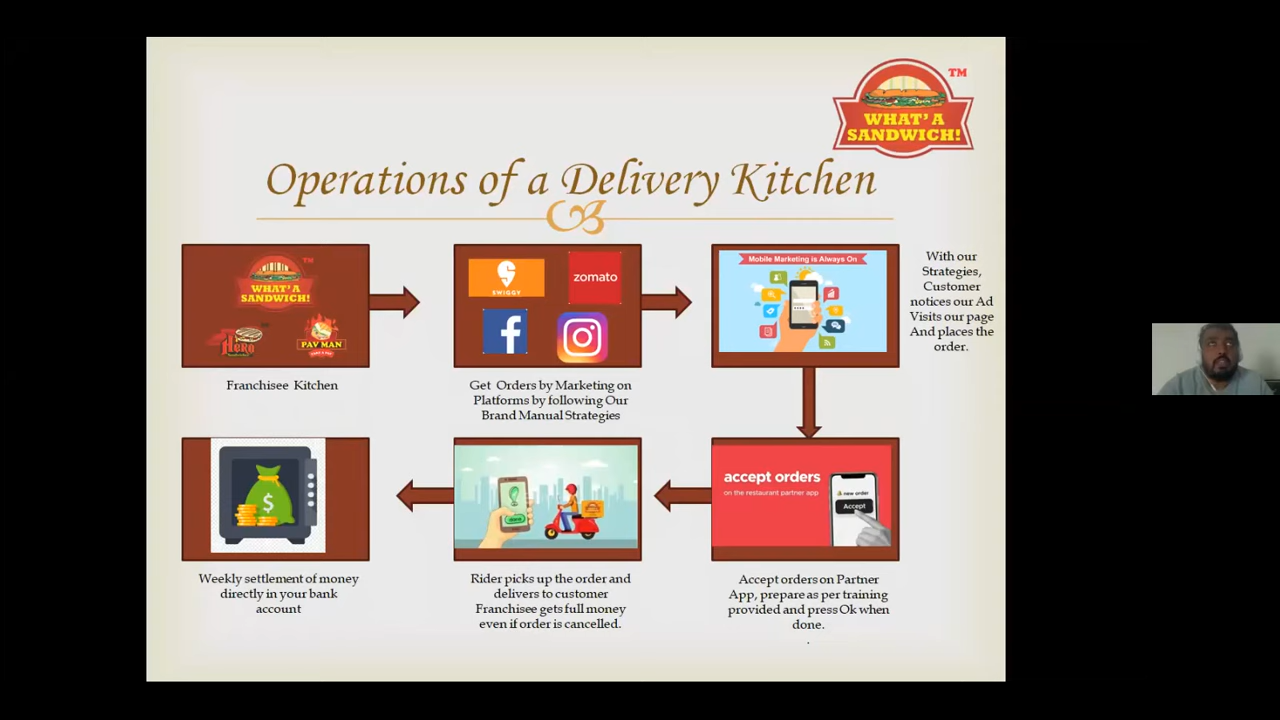 TM
WHAT'A
SANDWICH!
Operations of a Delivery Kitchen
TM
WHAT'A
SANDWICH!
Hero
PAV MAN
Franchisee Kitchen
SWIGGY
zomato
Get Orders by Marketing on
Platforms by following Our
Brand Manual Strategies
Mobile Marketing is Always On
With our
Strategies,
Customer
notices our Ad
Visits our page
And places the
order.
accept orders
on the restaurant partner app
new order
Accept
Accept orders on Partner
App, prepare as per training
provided and press Ok when
done.
.
Rider picks up the order and
delivers to customer
Franchisee gets full money
even if order is cancelled.
$
Weekly settlement of money
directly in your bank
account